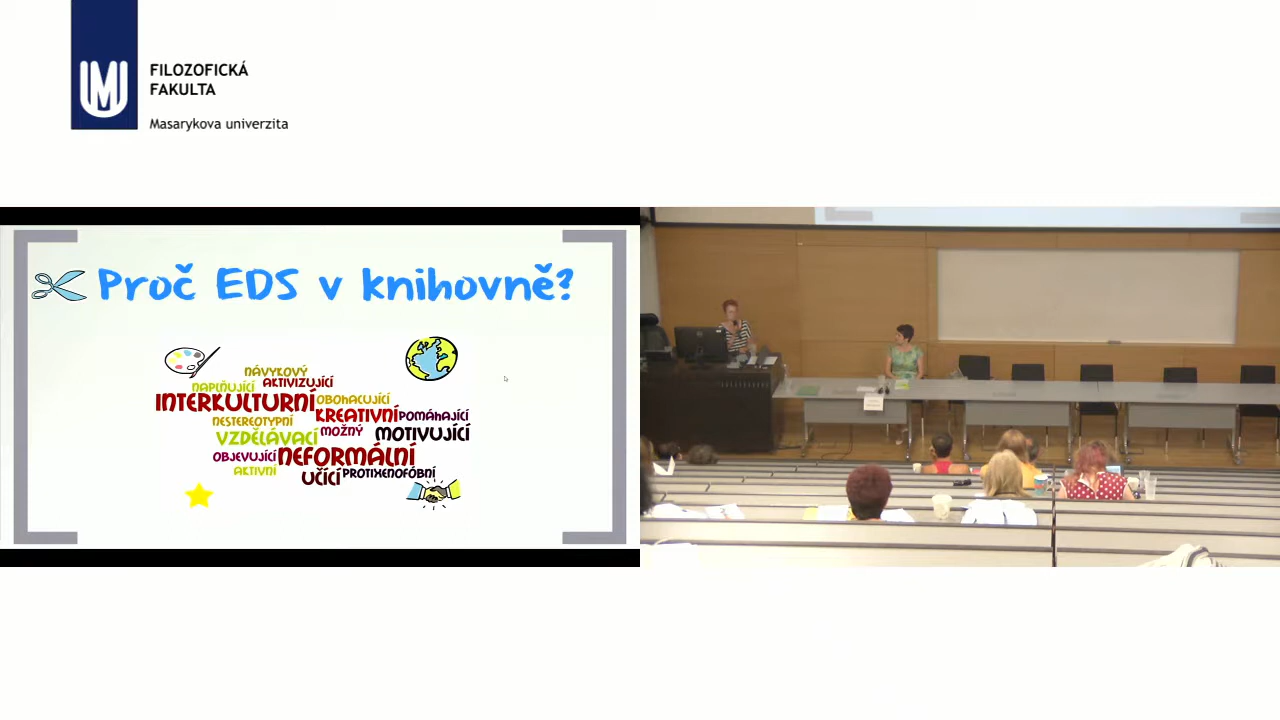 FILOZOFICKÁ
FAKULTA
Masarykova univerzita
Proč EDS v knihovně?
NÁVYKOVÝ
NAPLŇUJÍCÍ AKTIVIZUJÍCÍ
INTERKULTURNÍ OBOHACUJÍCÍ
KREATIVNÍ POMÁHAJÍCÍ
NESTEREOTYPNÍ
VZDĚLÁVACÍ MOŽNÝ MOTIVUJÍCÍ
OBJEVUJÍCÍ NEFORMÁLNÍ
AKTIVNÍ UČÍCÍ PROTIXENOFÓBNÍ